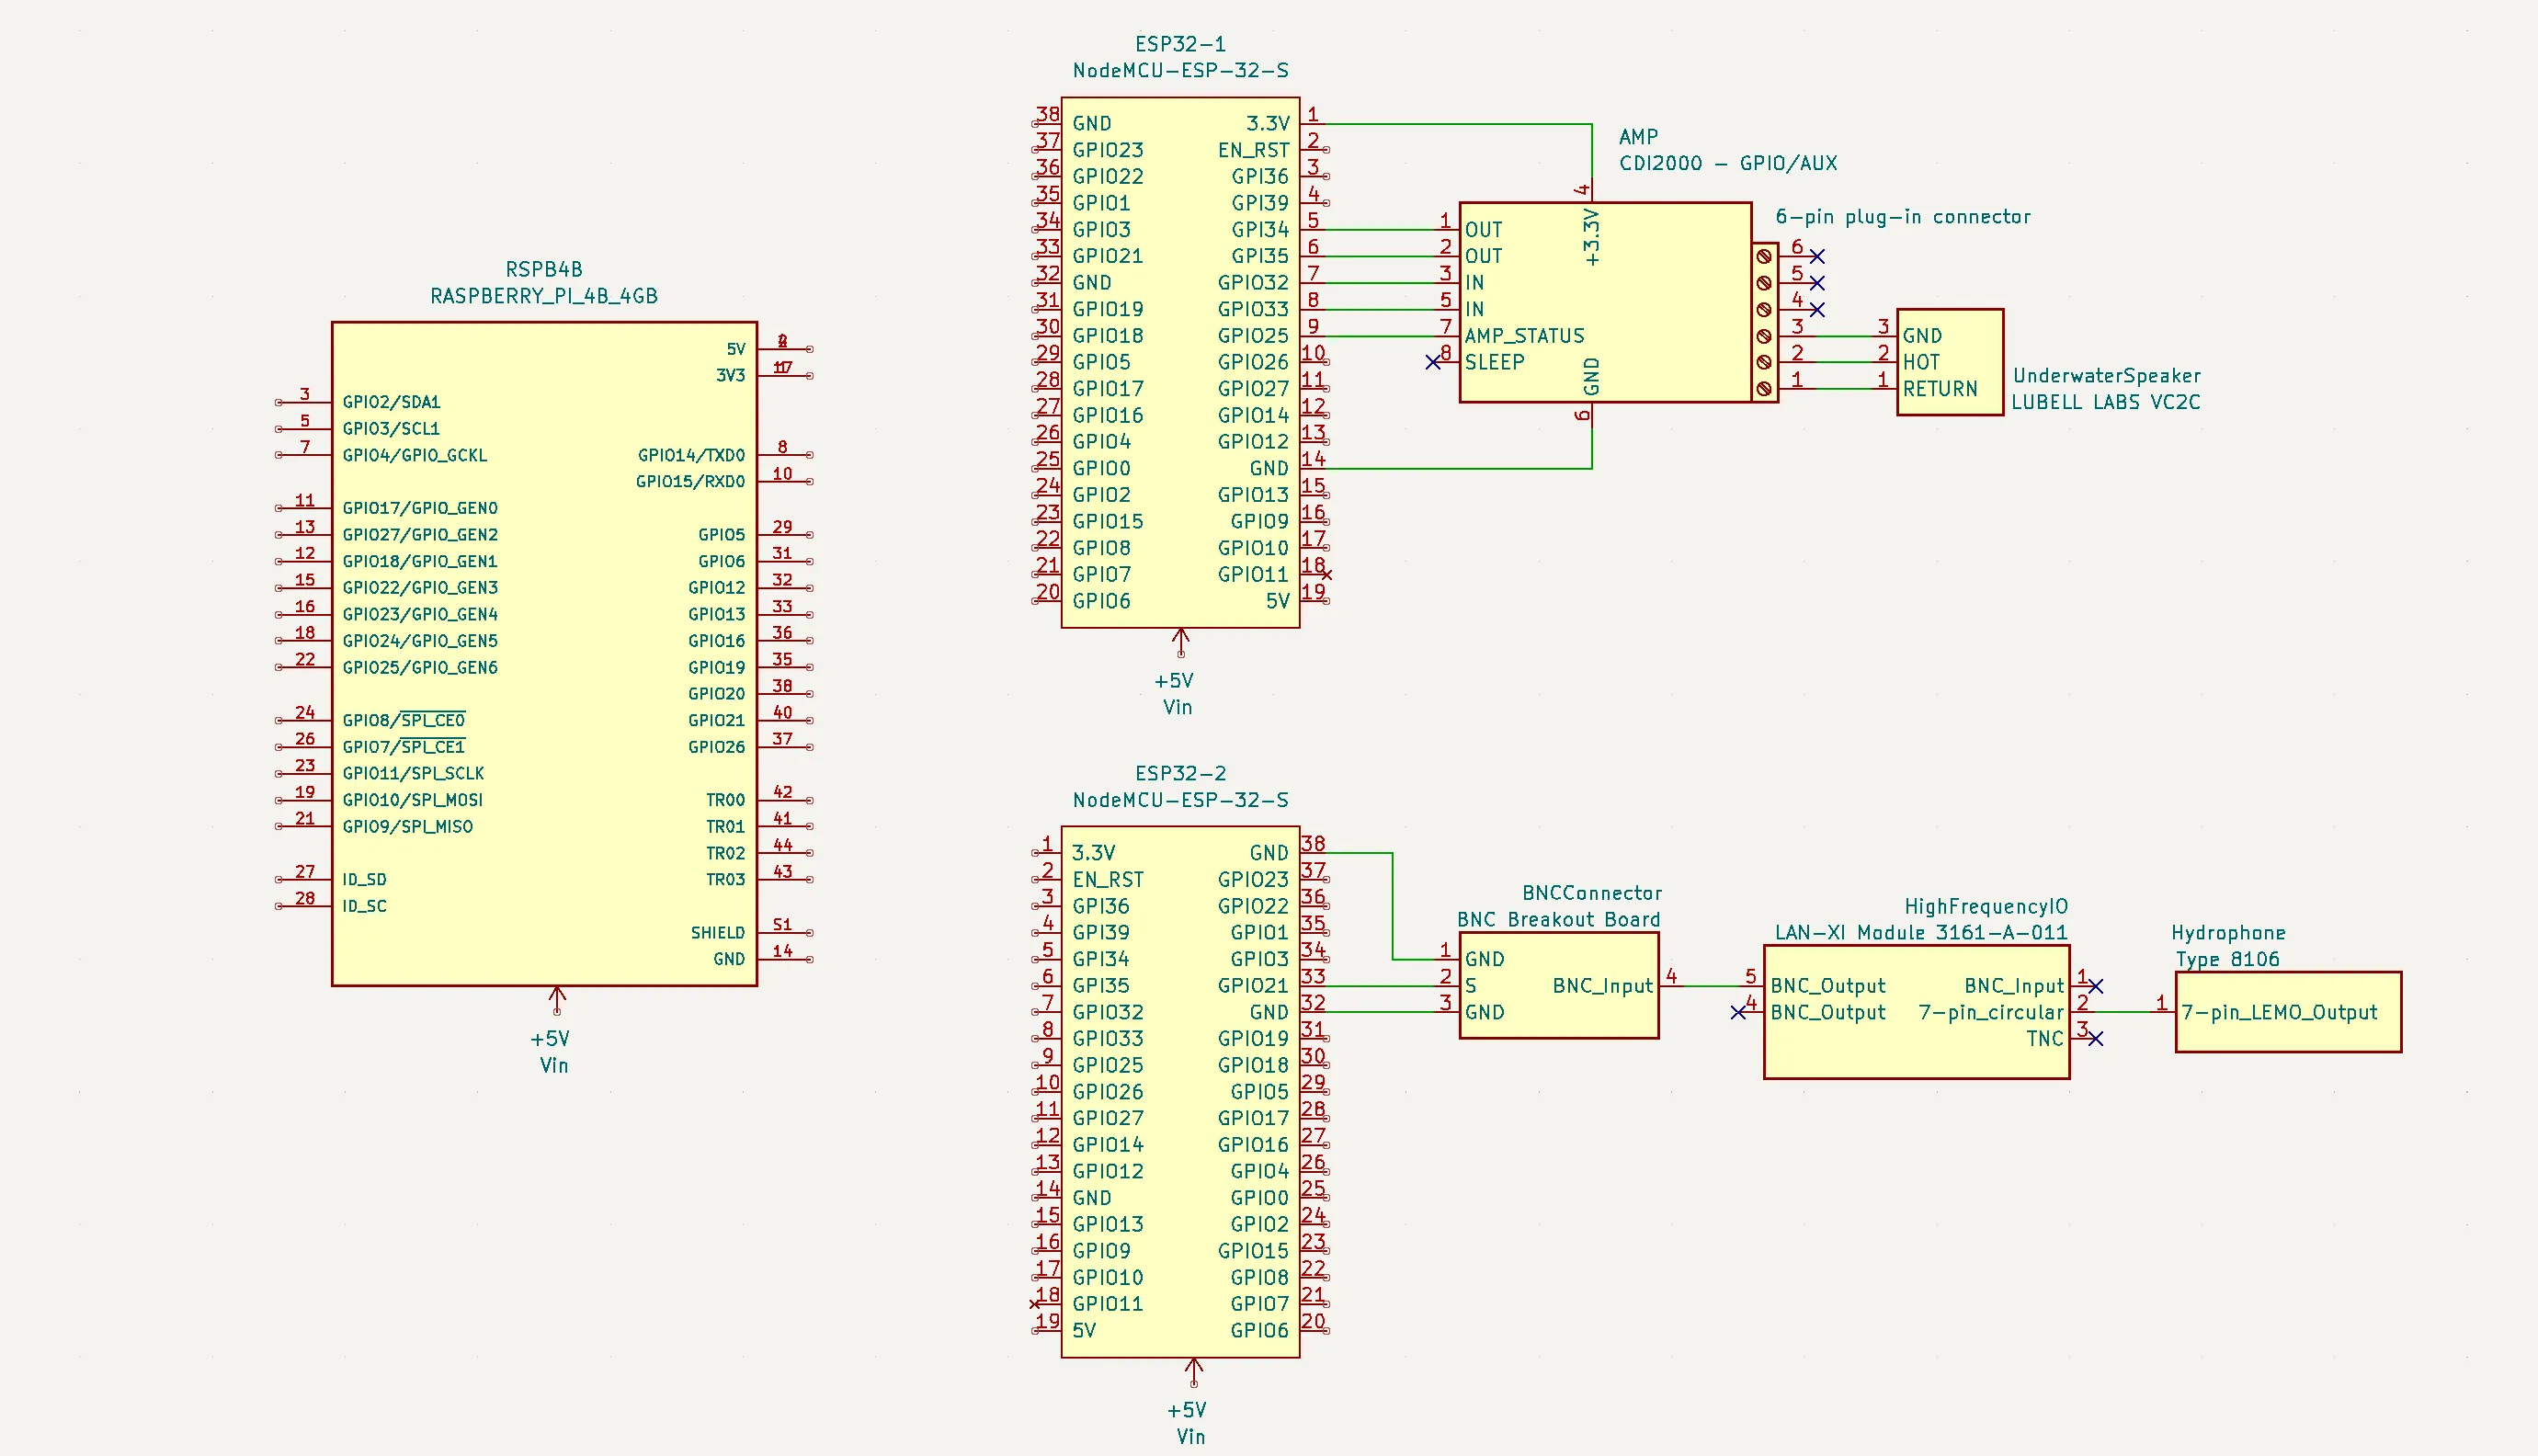 RSPB4B
RASPBERRY_PI_4B_4GB
5V
3V3 17
3 GPIO2/SDA1
5 GPIO3/SCL1
7 GPIO4/GPIO_GCKL
GPIO14/TXD0 8
GPIO15/RXD0 10
11 GPIO17/GPIO_GEN0
13 GPIO27/GPIO_GEN2
GPIO5 29
12 GPIO18/GPIO_GEN1
GPIO6 31
15 GPIO22/GPIO_GEN3
GPIO12 32
16 GPIO23/GPIO_GEN4
GPIO13 33
18 GPIO24/GPIO_GEN5
GPIO16 36
22 GPIO25/GPIO_GEN6
GPIO19 35
GPIO20 38
24 GPIO8/SPI_CE0
GPIO21 40
26 GPIO7/SPI_CE1
GPIO26 37
23 GPIO11/SPI_SCLK
19 GPIO10/SPI_MOSI
TR00 42
21 GPIO9/SPI_MISO
TR01 41
TR02 44
27 ID_SD
TR03 43
28 ID_SC
SHIELD S1
GND 14
+5V
Vin
ESP32-1
NodeMCU-ESP-32-S
38 GND 3.3V 1
37 GPIO23 EN_RST 2
36 GPIO22 GPI36 3
35 GPIO1 GPI39 4
34 GPIO3 GPI34 5
33 GPIO21 GPI35 6
32 GND GPIO32 7
31 GPIO19 GPIO33 8
30 GPIO18 GPIO25 9
29 GPIO5 GPIO26 10
28 GPIO17 GPIO27 11
27 GPIO16 GPIO14 12
26 GPIO4 GPIO12 13
25 GPIO0 GND 14
24 GPIO2 GPIO13 15
23 GPIO15 GPIO9 16
22 GPIO8 GPIO10 17
21 GPIO7 GPIO11 18
20 GPIO6 5V 19
+5V
Vin
AMP
CDI2000 - GPIO/AUX
4 +3.3V
1 OUT
2 OUT
3 IN
5 IN
7 AMP_STATUS
8 SLEEP
GND 6
6-pin plug-in connector
6
5
4
3
2
1
3 GND
2 HOT
1 RETURN
UnderwaterSpeaker
LUBELL LABS VC2C
ESP32-2
NodeMCU-ESP-32-S
1 3.3V GND 38
2 EN_RST GPIO23 37
3 GPI36 GPIO22 36
4 GPI39 GPIO1 35
5 GPI34 GPIO3 34
6 GPI35 GPIO21 33
7 GPIO32 GND 32
8 GPIO33 GPIO19 31
9 GPIO25 GPIO18 30
10 GPIO26 GPIO5 29
11 GPIO27 GPIO17 28
12 GPIO14 GPIO16 27
13 GPIO12 GPIO4 26
14 GND GPIO0 25
15 GPIO13 GPIO2 24
16 GPIO9 GPIO15 23
17 GPIO10 GPIO8 22
18 GPIO11 GPIO7 21
19 5V GPIO6 20
+5V
Vin
BNCConnector
BNC Breakout Board
1 GND
2 S BNC_Input 4
3 GND
HighFrequencyIO
LAN-XI Module 3161-A-011
5 BNC_Output BNC_Input 1
4 BNC_Output 7-pin_circular 2
TNC 3
Hydrophone
Type 8106
1 7-pin_LEMO_Output